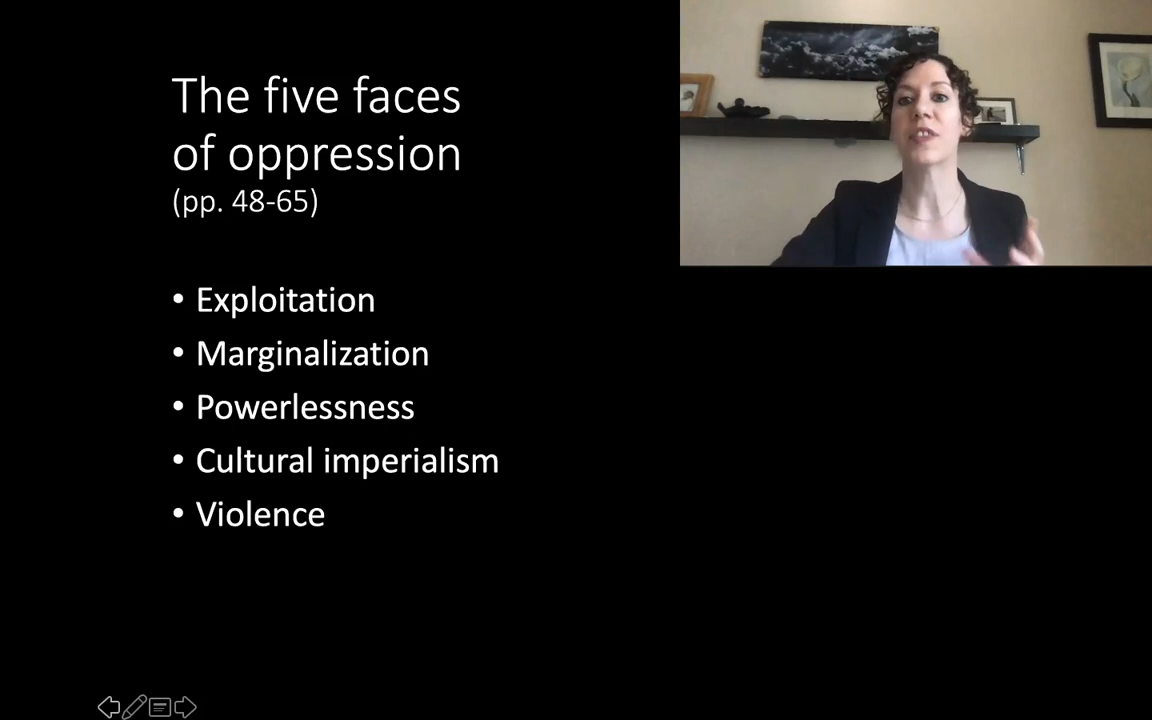 The five faces
of oppression
(pp. 48-65)
• Exploitation
• Marginalization
• Powerlessness
• Cultural imperialism
• Violence